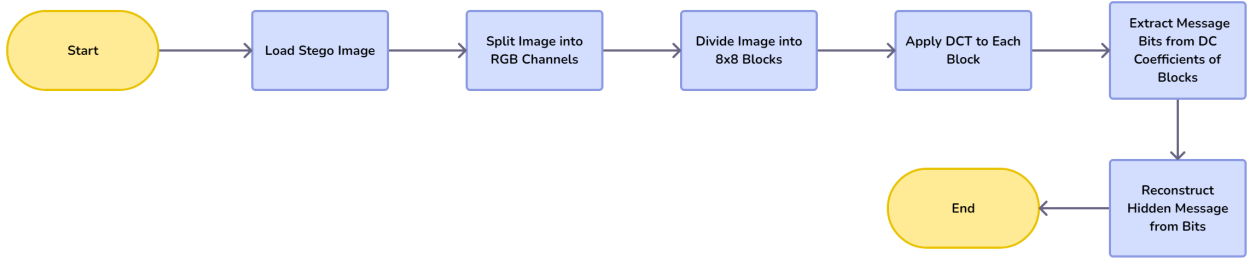 Start
Load Stego Image
Split Image into
RGB Channels
Divide Image into
8x8 Blocks
Apply DCT to Each
Block
Extract Message
Bits from DC
Coefficients of
Blocks
Reconstruct
Hidden Message
from Bits
End